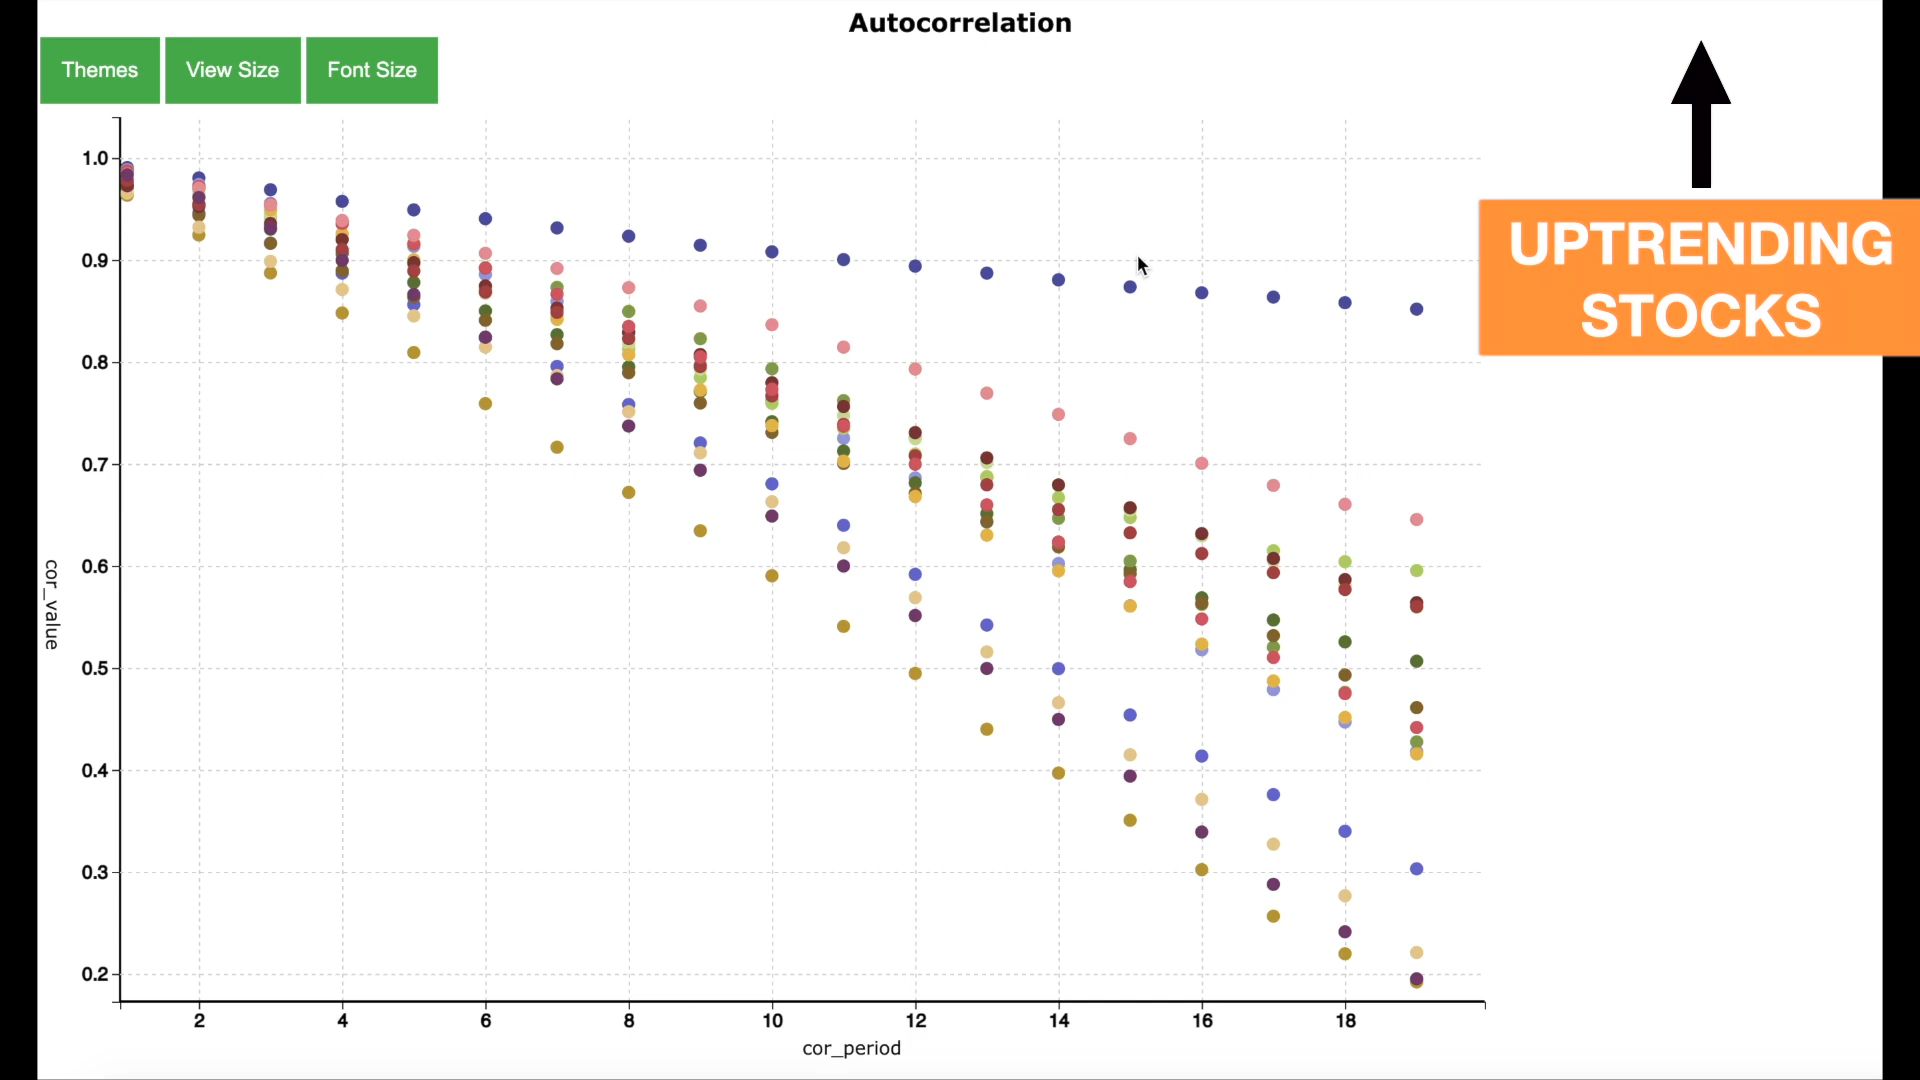 Autocorrelation
Themes
View Size
Font Size
UPTRENDING
STOCKS
1.0
0.9
0.8
0.7
0.6
0.5
0.4
0.3
0.2
cor_value
2 4 6 8 10 12 14 16 18
cor_period